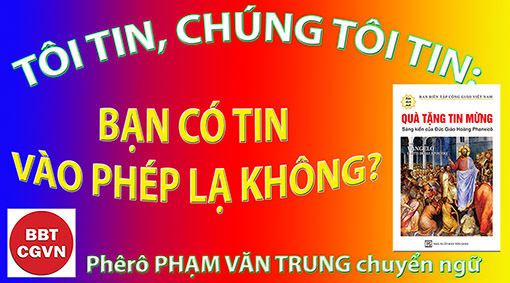 TÔI TIN, CHÚNG TÔI TIN:
BẠN CÓ TIN
VÀO PHÉP LẠ KHÔNG?
BAN BIÊN TẬP CÔNG GIÁO VIỆT NAM
QUÀ TẶNG TIN MỪNG
Sáng kiến của Đức Giáo Hoàng Phanxicô
BBT
CGVN
Phêrô PHẠM VĂN TRUNG chuyển ngữ